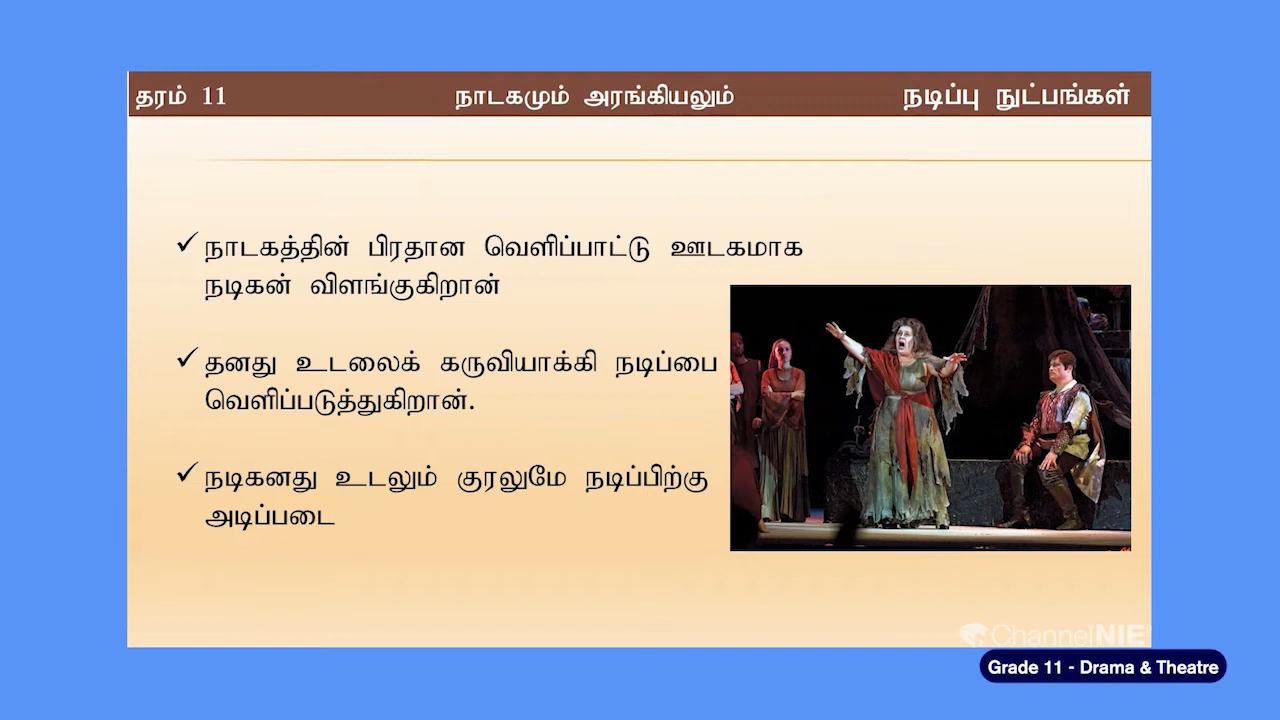 தரம் 11 நாடகமும் அரங்கியலும் நடிப்பு நுட்பங்கள்
✓ நாடகத்தின் பிரதான வெளிப்பாட்டு ஊடகமாக
நடிகன் விளங்குகிறான்
✓ தனது உடலைக் கருவியாக்கி நடிப்பை
வெளிப்படுத்துகிறான்.
✓ நடிகனது உடலும் குரலுமே நடிப்பிற்கு
அடிப்படை
ChannelNIE
Grade 11 - Drama & Theatre